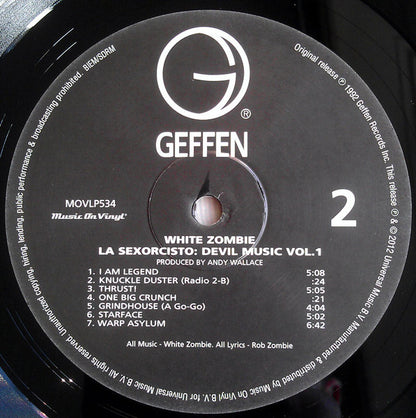 GEFFEN
®
MOVLP534
Music On Vinyl
2
WHITE ZOMBIE
LA SEXORCISTO: DEVIL MUSIC VOL.1
PRODUCED BY ANDY WALLACE
1. I AM LEGEND 5:08
2. KNUCKLE DUSTER (Radio 2-B) :24
3. THRUST! 5:05
4. ONE BIG CRUNCH :21
5. GRINDHOUSE (A Go-Go) 4:04
6. STARFACE 5:02
7. WARP ASYLUM 6:42
All Music - White Zombie. All Lyrics - Rob Zombie
Original release ℗ 1992 Geffen Records Inc. This release ℗ & © 2012 Universal Music B.V. Manufactured & distributed by Music On Vinyl B.V. for Universal Music B.V. All rights reserved. Unauthorized copying, hiring, lending, public performance & broadcasting prohibited. BIEM/SDRM